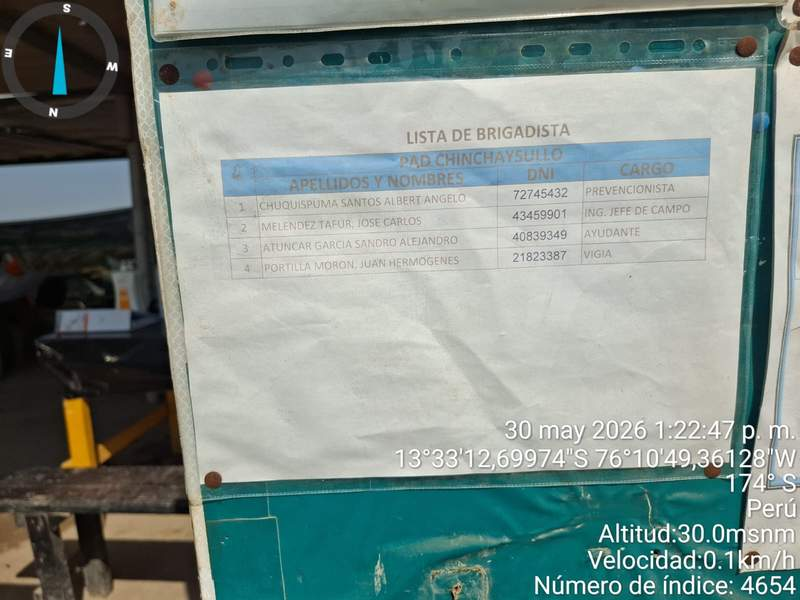 S
E
W
N
LISTA DE BRIGADISTA
PAD CHINCHAYSULLO
APELLIDOS Y NOMBRES DNI CARGO
1 CHUQUISPUMA SANTOS ALBERT ANGELO 72745432 PREVENCIONISTA
2 MELENDEZ TAFUR, JOSE CARLOS 43459901 ING. JEFE DE CAMPO
3 ATUNCAR GARCIA SANDRO ALEJANDRO 40839349 AYUDANTE
4 PORTILLA MORON, JUAN HERMOGENES 21823387 VIGIA
30 may 2026 1:22:47 p. m.
13°33'12,69974"S 76°10'49,36128"W
174° S
Perú
Altitud:30.0msnm
Velocidad:0.1km/h
Número de índice: 4654